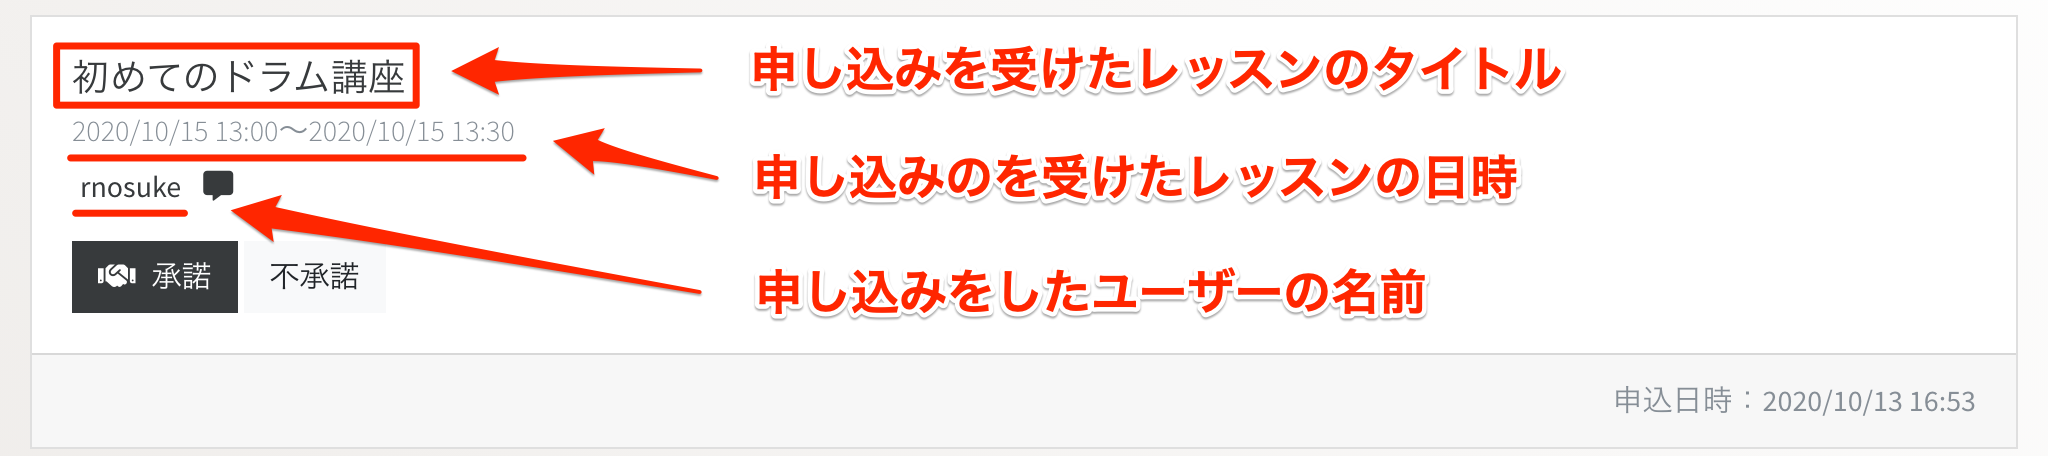 初めてのドラム講座
申し込みを受けたレッスンのタイトル
2020/10/15 13:00〜2020/10/15 13:30
申し込みのを受けたレッスンの日時
rnosuke
申し込みをしたユーザーの名前
承諾 不承諾
申込日時：2020/10/13 16:53